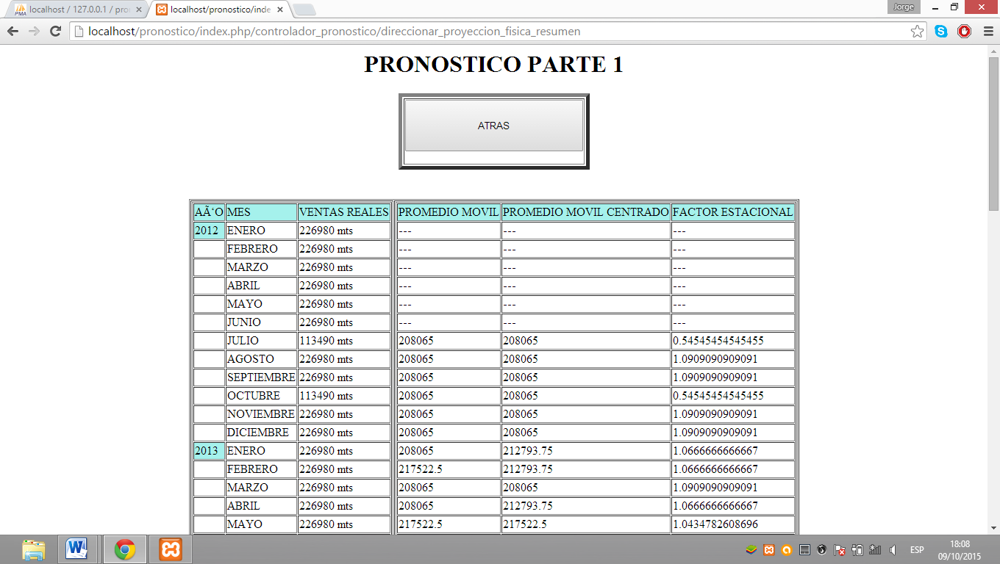 PMA localhost / 127.0.0.1 / pro
localhost/pronostico/inde
Jorge
localhost/pronostico/index.php/controlador_pronostico/direccionar_proyeccion_fisica_resumen
PRONOSTICO PARTE 1
ATRAS
AÃ‘O MES VENTAS REALES PROMEDIO MOVIL PROMEDIO MOVIL CENTRADO FACTOR ESTACIONAL
2012 ENERO 226980 mts --- --- ---
FEBRERO 226980 mts --- --- ---
MARZO 226980 mts --- --- ---
ABRIL 226980 mts --- --- ---
MAYO 226980 mts --- --- ---
JUNIO 226980 mts --- --- ---
JULIO 113490 mts 208065 208065 0.54545454545455
AGOSTO 226980 mts 208065 208065 1.0909090909091
SEPTIEMBRE 226980 mts 208065 208065 1.0909090909091
OCTUBRE 113490 mts 208065 208065 0.54545454545455
NOVIEMBRE 226980 mts 208065 208065 1.0909090909091
DICIEMBRE 226980 mts 208065 208065 1.0909090909091
2013 ENERO 226980 mts 208065 212793.75 1.0666666666667
FEBRERO 226980 mts 217522.5 212793.75 1.0666666666667
MARZO 226980 mts 208065 208065 1.0909090909091
ABRIL 226980 mts 208065 212793.75 1.0666666666667
MAYO 226980 mts 217522.5 217522.5 1.0434782608696
ESP
18:08
09/10/2015